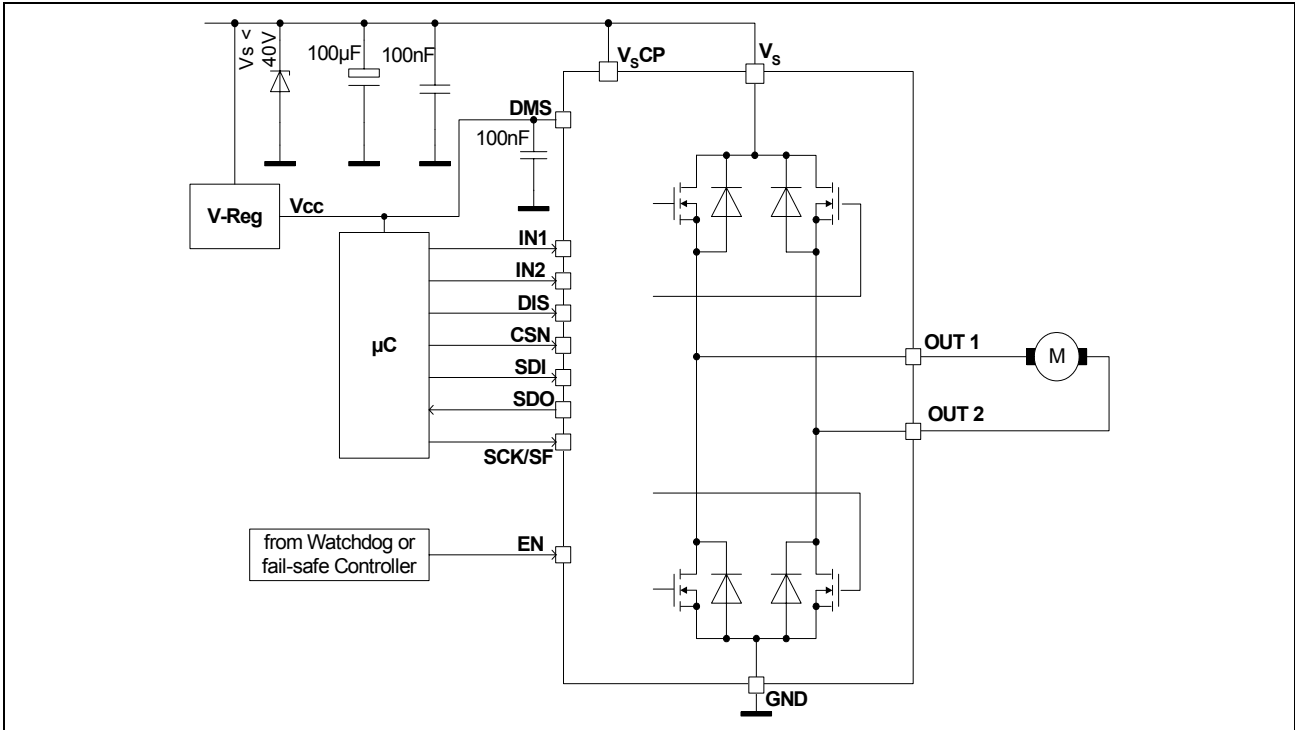 Vs <
40V
100µF
100nF
VSCP
VS
DMS
100nF
V-Reg
Vcc
IN1
IN2
DIS
µC
CSN
SDI
SDO
SCK/SF
OUT 1
M
OUT 2
from Watchdog or
fail-safe Controller
EN
GND